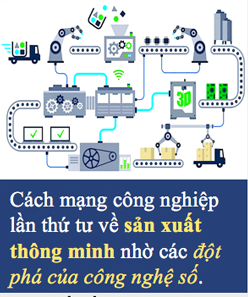 3D
Cách mạng công nghiệp
lần thứ tư về sản xuất
thông minh nhờ các đột
phá của công nghệ số.